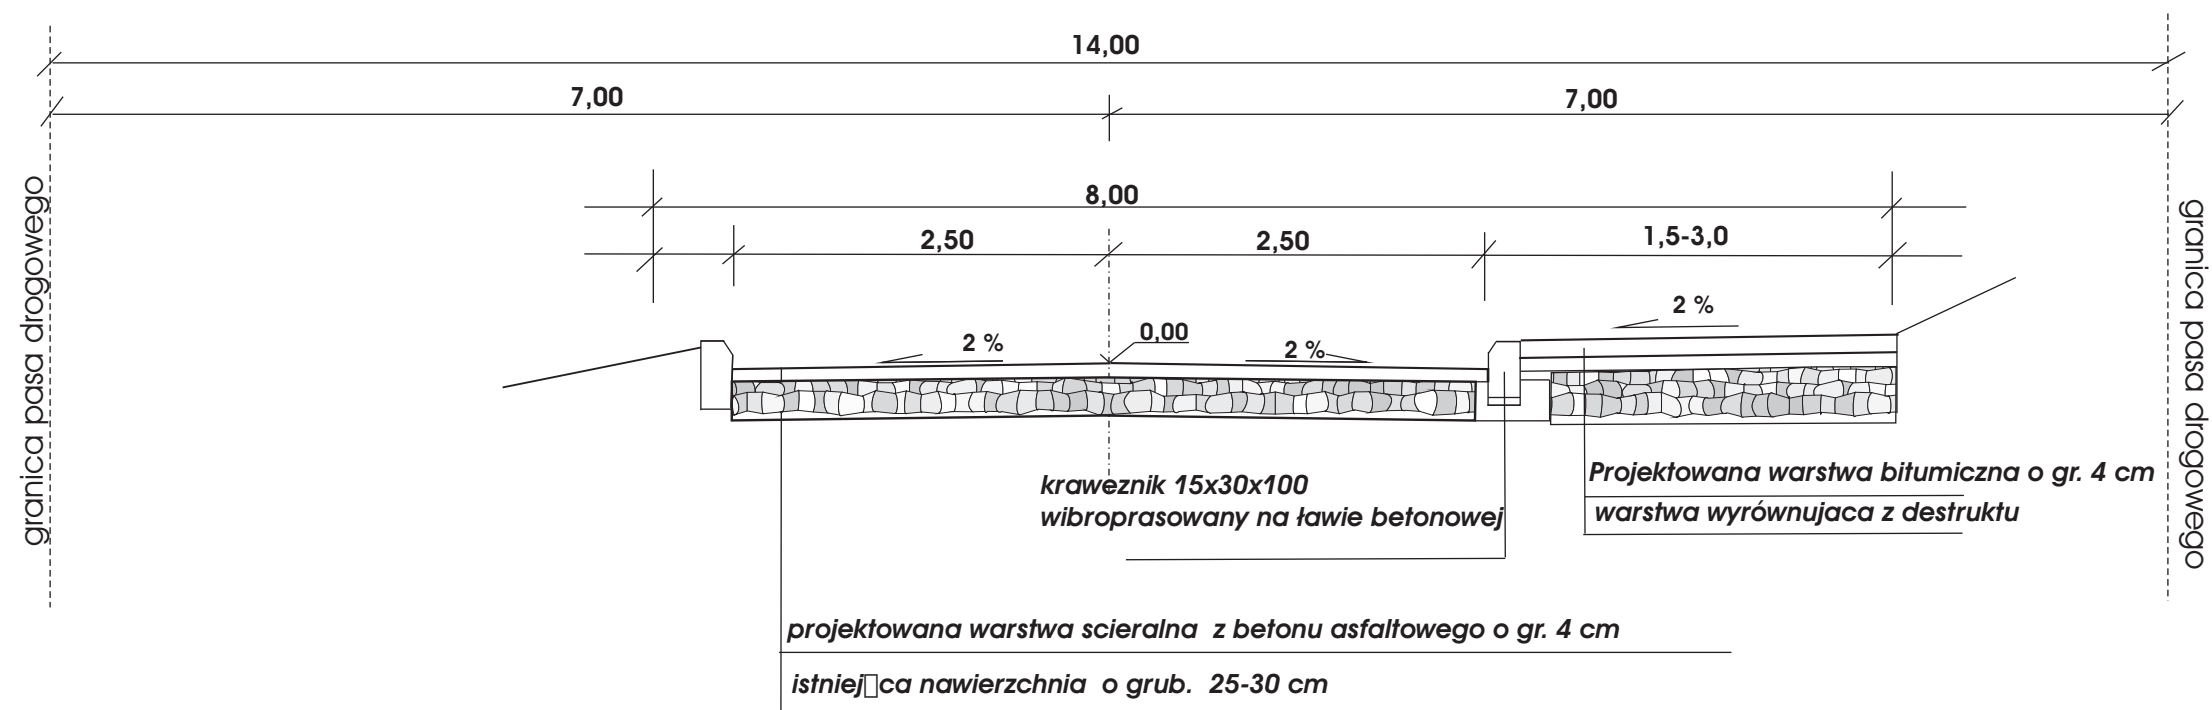 14,00
7,00
7,00
8,00
2,50
2,50
1,5-3,0
granica pasa drogowego
granica pasa drogowego
2 %
0,00
2 %
2 %
kraweznik 15x30x100
wibroprasowany na ławie betonowej
Projektowana warstwa bitumiczna o gr. 4 cm
warstwa wyrównujaca z destruktu
projektowana warstwa scieralna z betonu asfaltowego o gr. 4 cm
istniej□ca nawierzchnia o grub. 25-30 cm